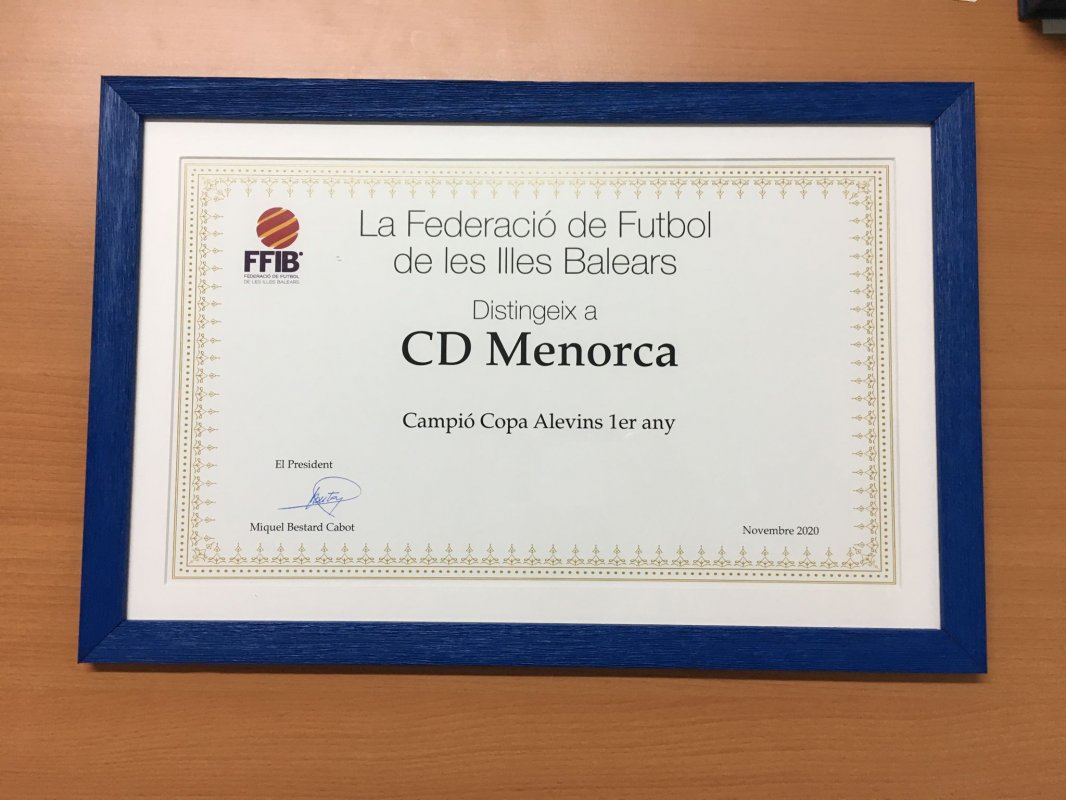 FFIB
FEDERACIÓ DE FUTBOL
DE LES ILLES BALEARS
La Federació de Futbol
de les Illes Balears
Distingeix a
CD Menorca
Campió Copa Alevins 1er any
El President
Miquel Bestard Cabot
Novembre 2020